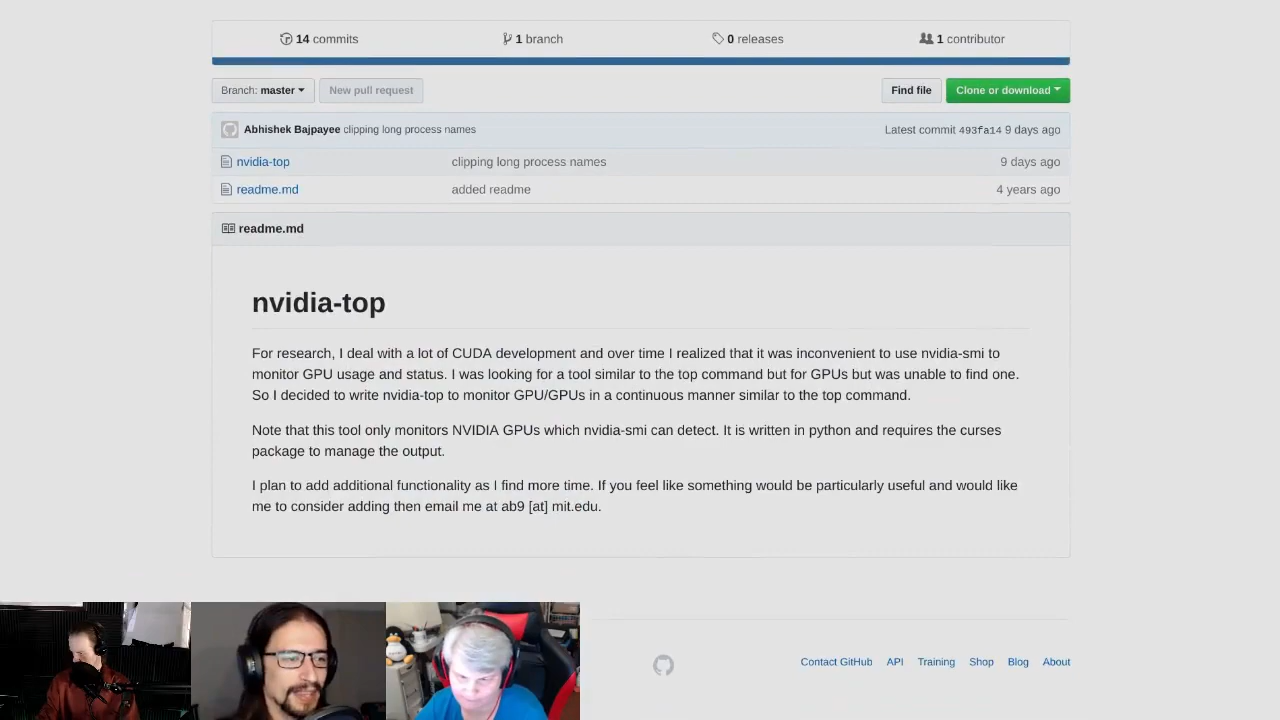 14 commits
1 branch
0 releases
1 contributor
Branch: master
New pull request
Find file
Clone or download
Abhishek Bajpayee clipping long process names
Latest commit 493fa14 9 days ago
nvidia-top
clipping long process names
9 days ago
readme.md
added readme
4 years ago
readme.md
nvidia-top
For research, I deal with a lot of CUDA development and over time I realized that it was inconvenient to use nvidia-smi to
monitor GPU usage and status. I was looking for a tool similar to the top command but for GPUs but was unable to find one.
So I decided to write nvidia-top to monitor GPU/GPUs in a continuous manner similar to the top command.
Note that this tool only monitors NVIDIA GPUs which nvidia-smi can detect. It is written in python and requires the curses
package to manage the output.
I plan to add additional functionality as I find more time. If you feel like something would be particularly useful and would like
me to consider adding then email me at ab9 [at] mit.edu.
Contact GitHub
API
Training
Shop
Blog
About